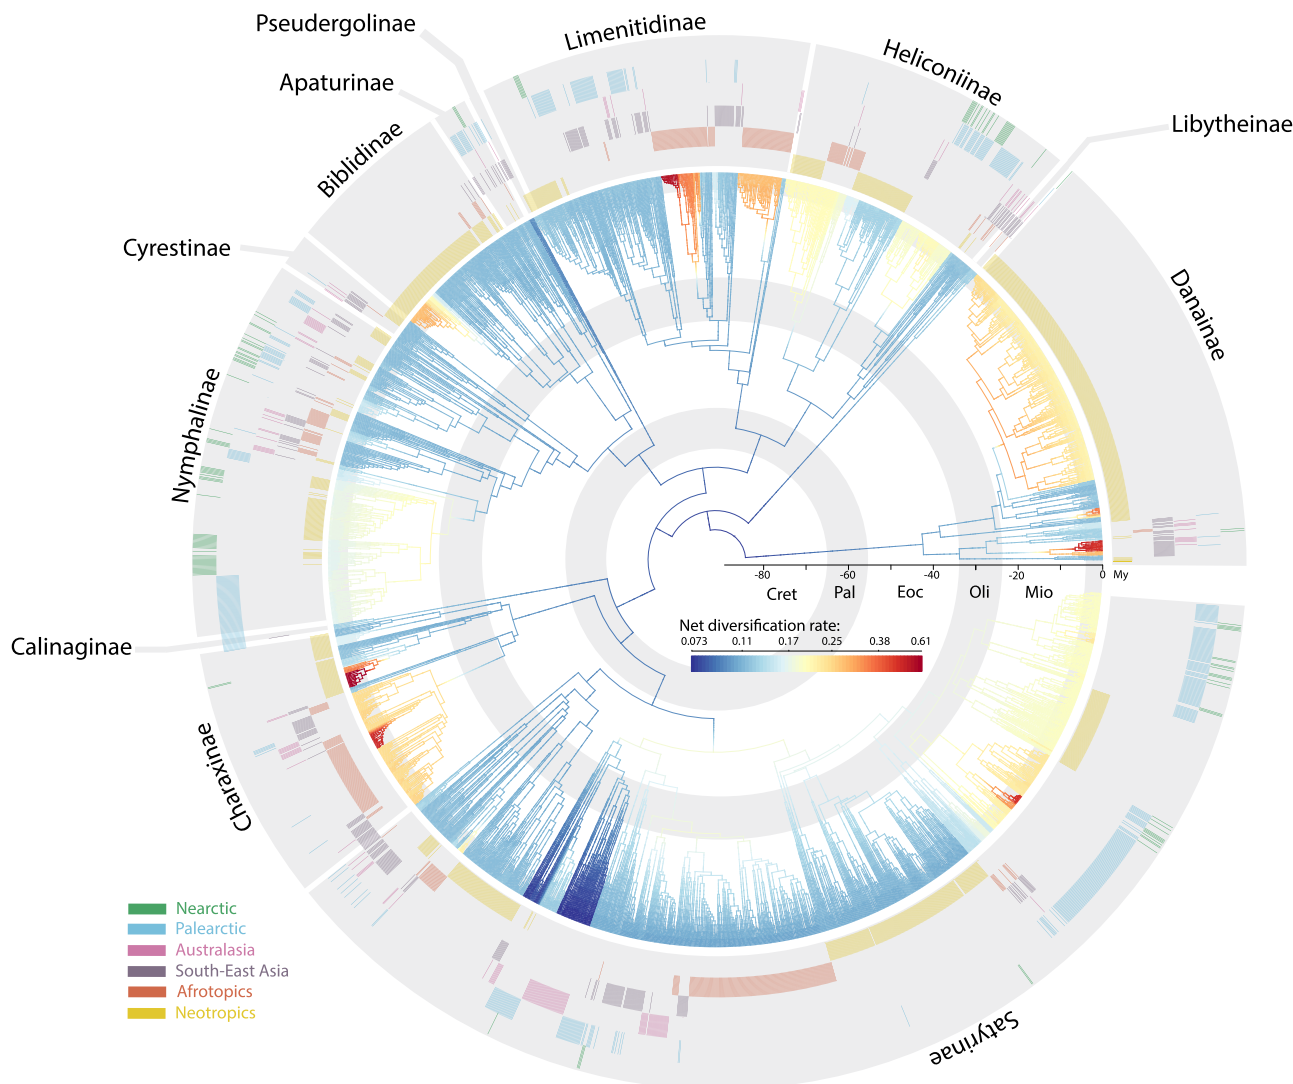 Pseudergolinae
Limenitidinae
Heliconiinae
Apaturinae
Libytheinae
Biblidinae
Cyrestinae
Danainae
Nymphalinae
-80 -60 -40 -20 0 My
Cret Pal Eoc Oli Mio
Net diversification rate:
0.073 0.11 0.17 0.25 0.38 0.61
Calinaginae
Charaxinae
Nearctic
Palearctic
Australasia
South-East Asia
Afrotopics
Neotropics
Satyrinae